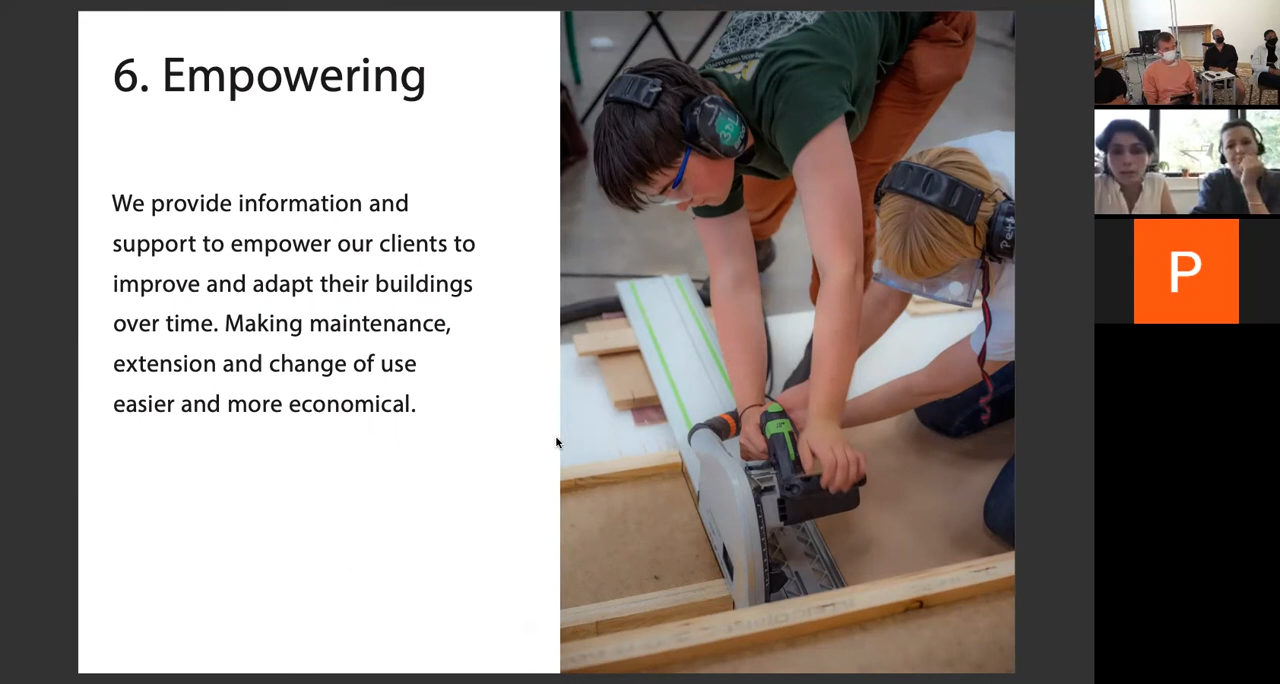 6. Empowering
We provide information and
support to empower our clients to
improve and adapt their buildings
over time. Making maintenance,
extension and change of use
easier and more economical.
P